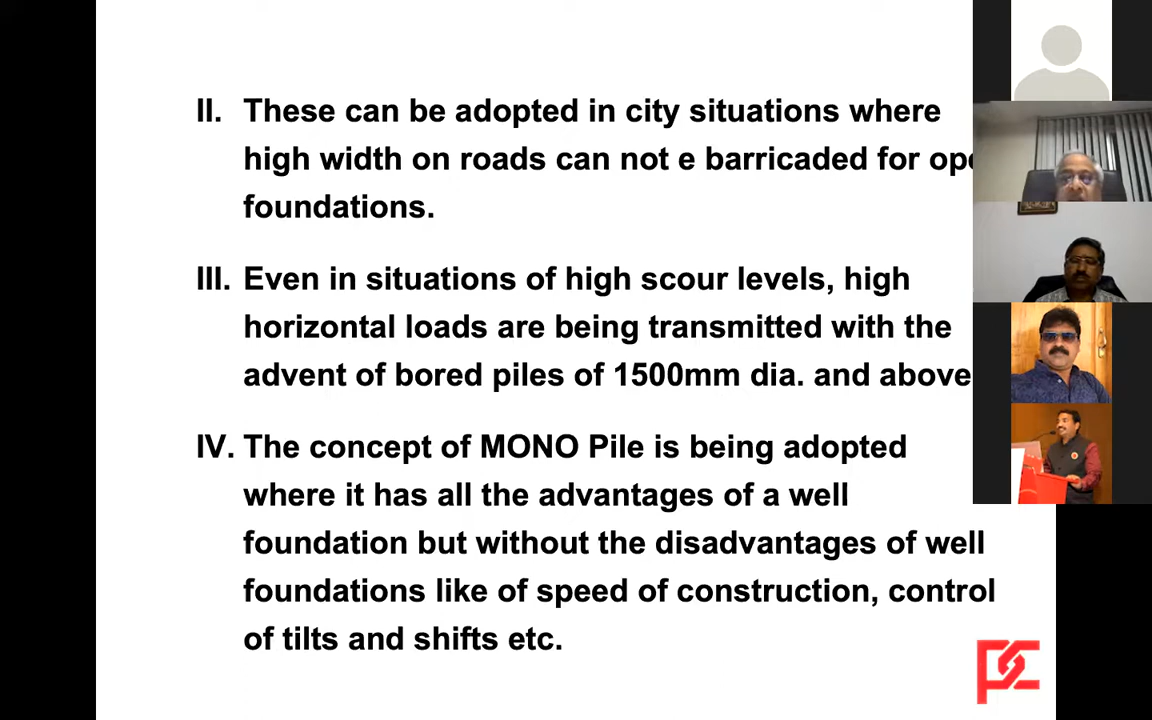 II. These can be adopted in city situations where
high width on roads can not e barricaded for
foundations.
III. Even in situations of high scour levels, high
horizontal loads are being transmitted with the
advent of bored piles of 1500mm dia. and above
IV. The concept of MONO Pile is being adopted
where it has all the advantages of a well
foundation but without the disadvantages of well
foundations like of speed of construction, control
of tilts and shifts etc.